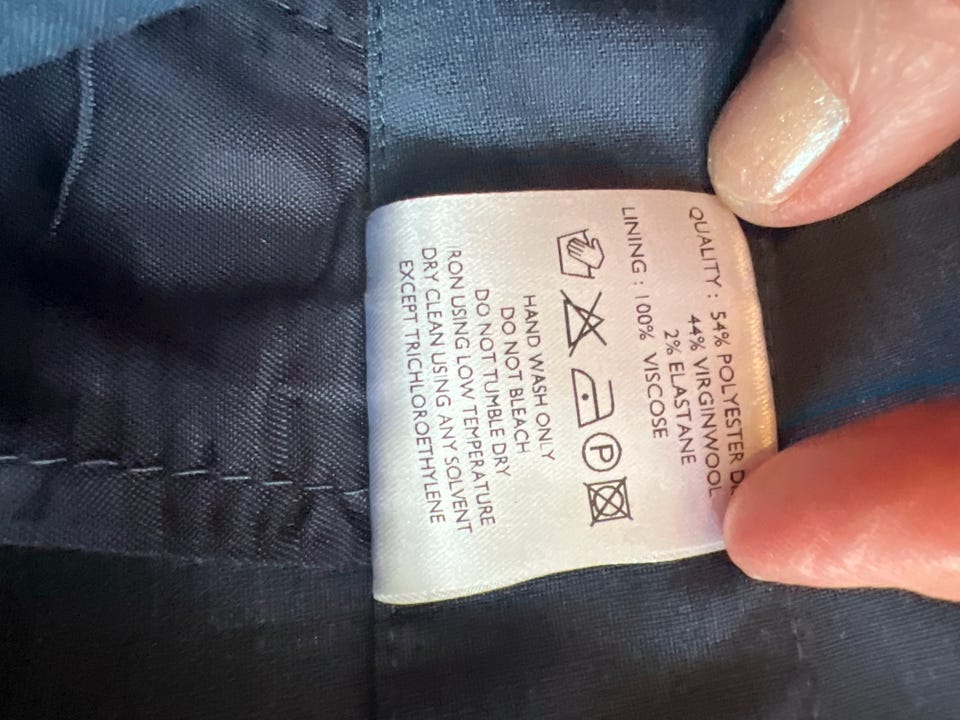 QUALITY : 54% POLYESTER
44% VIRGINWOOL
2% ELASTANE
LINING : 100% VISCOSE
P
HAND WASH ONLY
DO NOT BLEACH
DO NOT TUMBLE DRY
IRON USING LOW TEMPERATURE
DRY CLEAN USING ANY SOLVENT
EXCEPT TRICHLOROETHYLENE